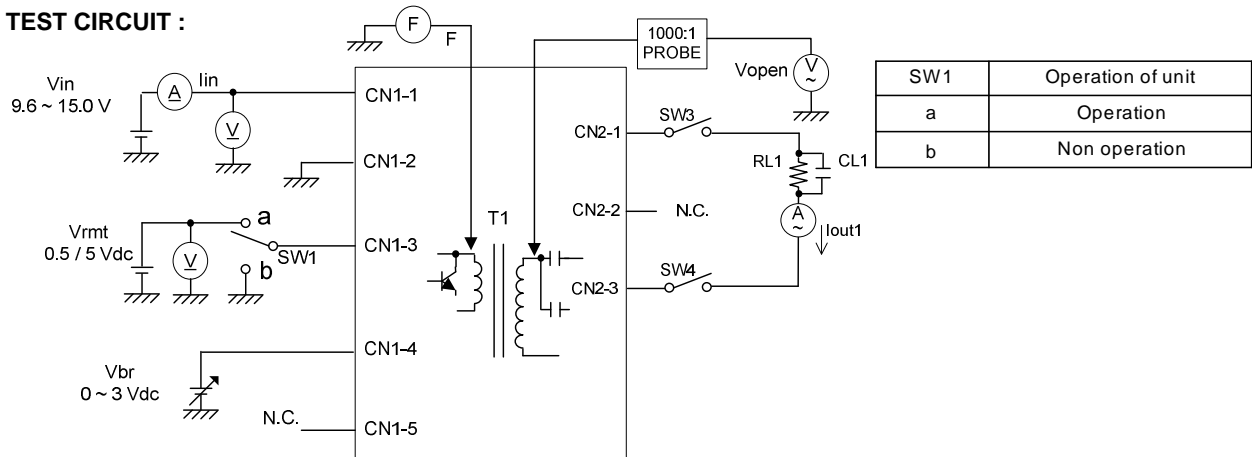 TEST CIRCUIT :
F
F
1000:1
PROBE
Vopen
V
~
Vin
9.6 ~ 15.0 V
A
Iin
V
CN1-1
CN1-2
Vrmt
0.5 / 5 Vdc
V
a
b
SW1
CN1-3
T1
Vbr
0 ~ 3 Vdc
CN1-4
N.C.
CN1-5
CN2-1
SW3
RL1
CL1
CN2-2
N.C.
A
~
Iout1
CN2-3
SW4
SW1 Operation of unit
a Operation
b Non operation